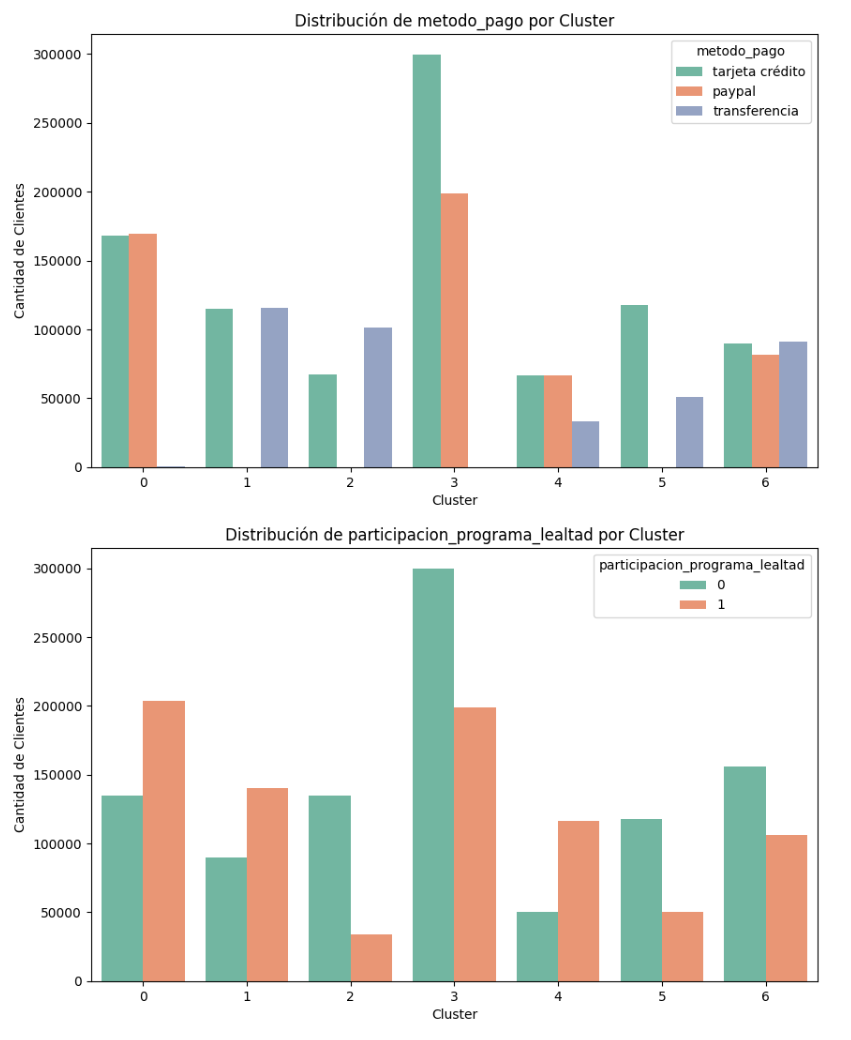 Distribución de metodo_pago por Cluster
300000
250000
200000
150000
100000
50000
0
Cantidad de Clientes
metodo_pago
tarjeta crédito
paypal
transferencia
0 1 2 3 4 5 6
Cluster
Distribución de participacion_programa_lealtad por Cluster
300000
250000
200000
150000
100000
50000
0
Cantidad de Clientes
participacion_programa_lealtad
0
1
0 1 2 3 4 5 6
Cluster